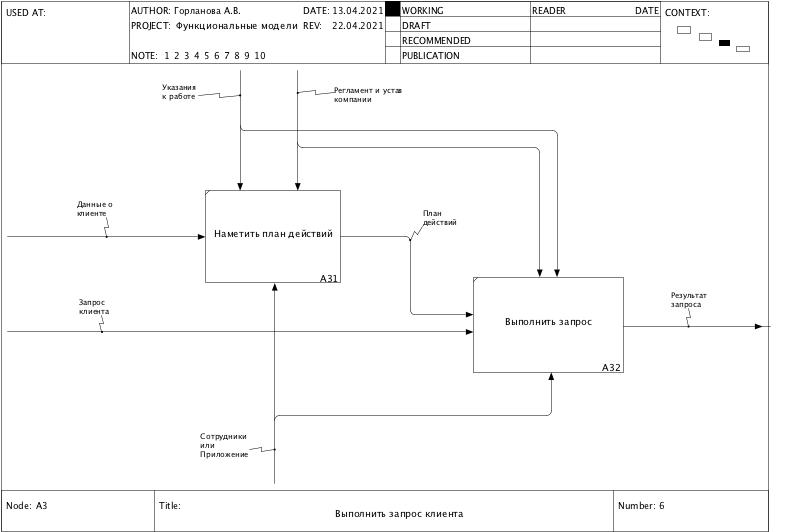 USED AT:
AUTHOR: Горланова А.В.
DATE: 13.04.2021
WORKING
READER
DATE
CONTEXT:
PROJECT: Функциональные модели
REV: 22.04.2021
DRAFT
RECOMMENDED
NOTE: 1 2 3 4 5 6 7 8 9 10
PUBLICATION
Указания
к работе
Регламент и устав
компании
Данные о
клиенте
Наметить план действий
A31
План
действий
Запрос
клиента
Выполнить запрос
A32
Результат
запроса
Сотрудники
или
Приложение
Node: A3
Title:
Выполнить запрос клиента
Number: 6